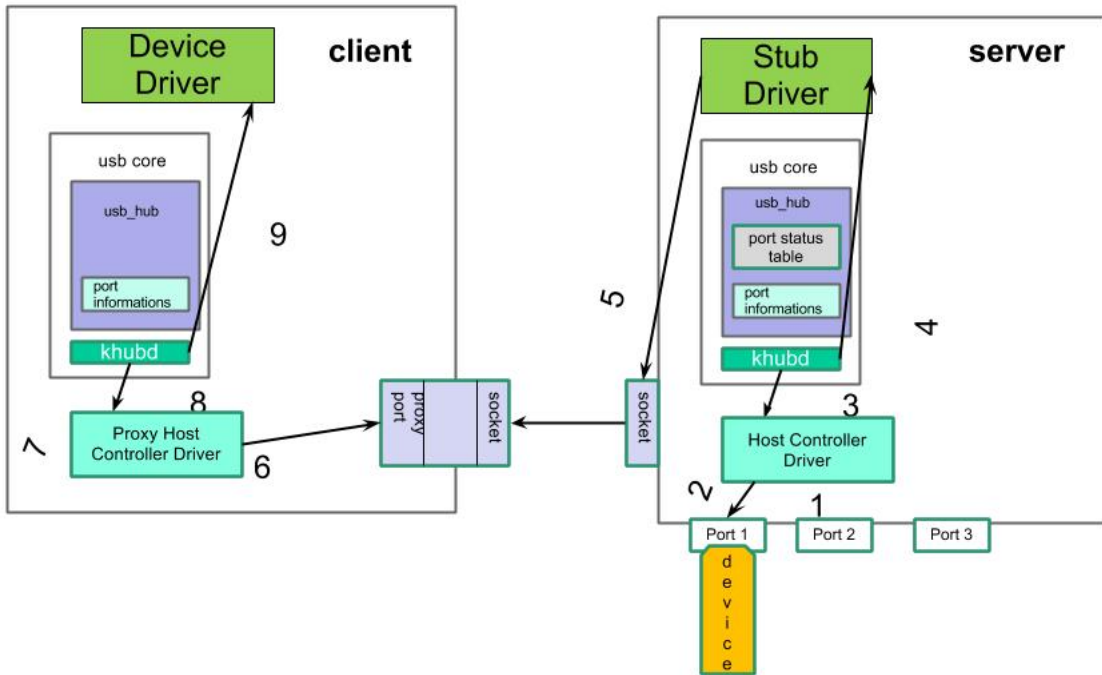 client
Device
Driver
usb core
usb_hub
port
informations
khubd
9
8
7
Proxy Host
Controller Driver
6
proxy
port
socket
server
Stub
Driver
usb core
usb_hub
port status
table
port
informations
khubd
5
4
3
socket
Host Controller
Driver
2
1
Port 1
Port 2
Port 3
device